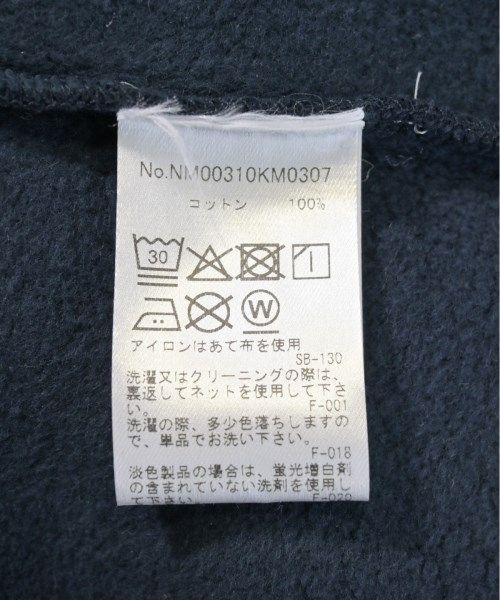 No.NM00310KM0307
コットン 100%
30
W
アイロンはあて布を使用
SB-130
洗濯又はクリーニングの際は、
裏返してネットを使用して下さ
い。 F-001
洗濯の際、多少色落ちしますの
で、単品でお洗い下さい。
F-018
淡色製品の場合は、蛍光増白剤
の含まれていない洗剤を使用し
て下さい。 F-020